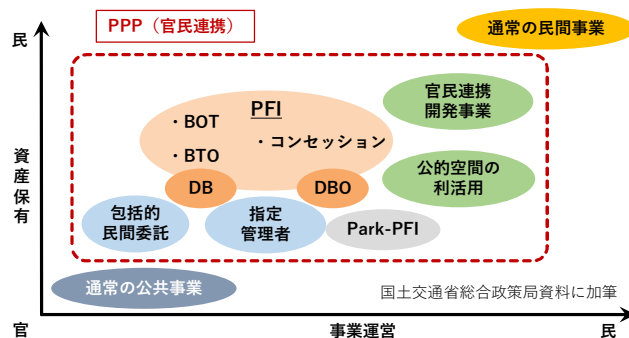 PPP（官民連携）
通常の民間事業
民
官民連携
開発事業
PFI
・BOT
・コンセッション
・BTO
資産保有
公的空間の
利活用
DB
DBO
包括的
民間委託
指定
管理者
Park-PFI
通常の公共事業
国土交通省総合政策局資料に加筆
官
事業運営
民